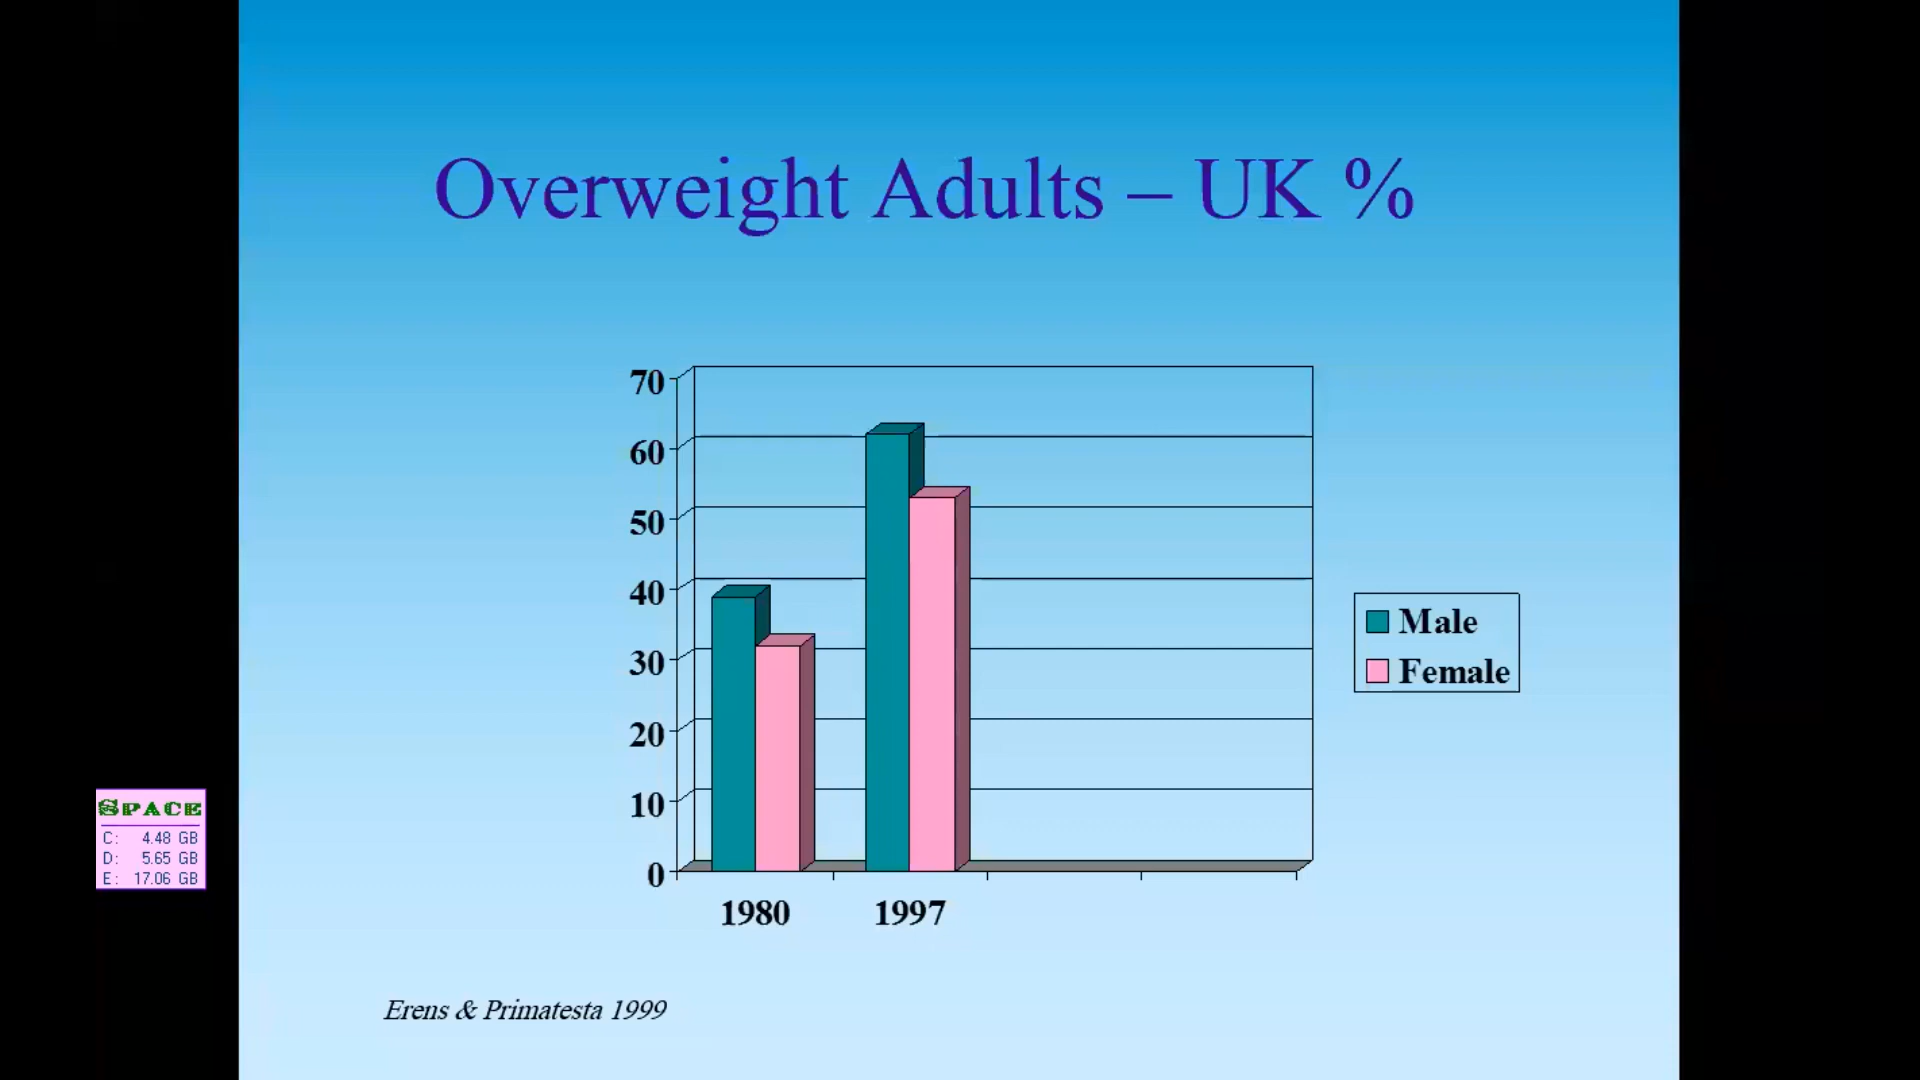 Overweight Adults – UK %
70
60
50
40
30
20
10
0
1980 1997
Male
Female
Erens & Primatesta 1999
SPACE
C: 4.48 GB
D: 5.65 GB
E: 17.06 GB